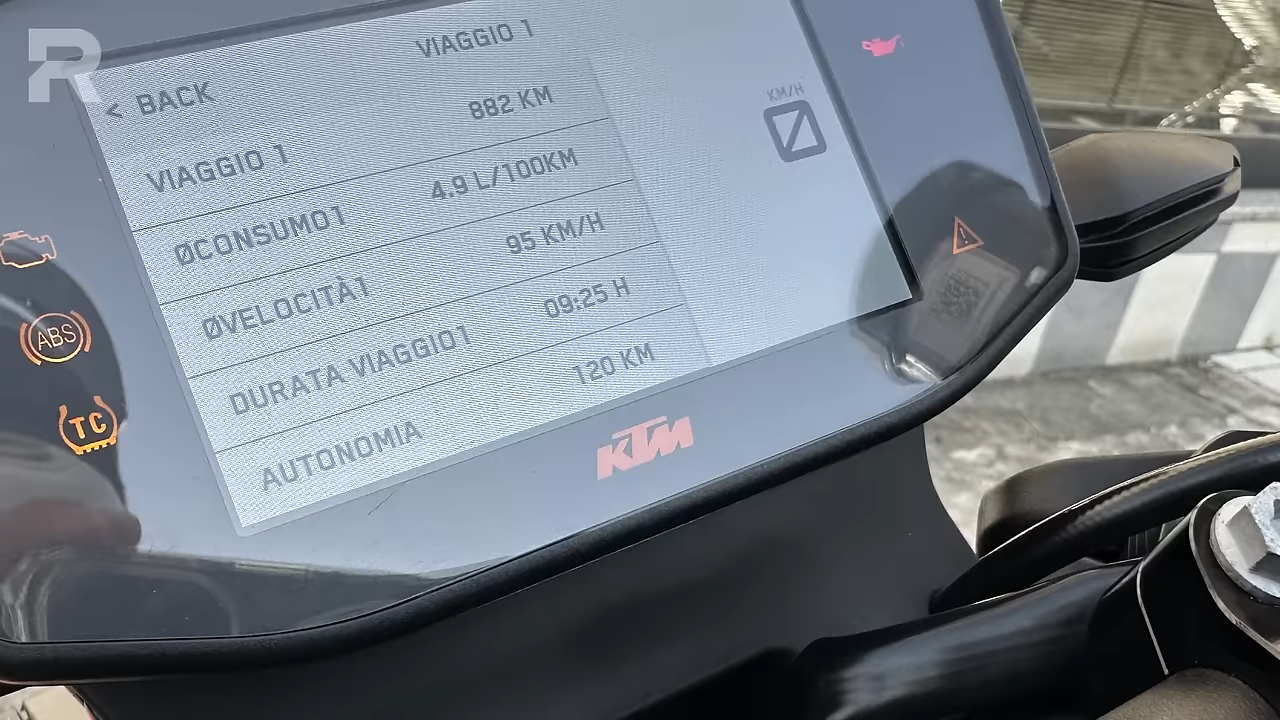 R
VIAGGIO 1
< BACK
VIAGGIO 1 882 KM
ØCONSUMO1 4.9 L/100KM
ØVELOCITÀ1 95 KM/H
DURATA VIAGGIO1 09:25 H
AUTONOMIA 120 KM
KM/H
0
ABS
TC
KTM